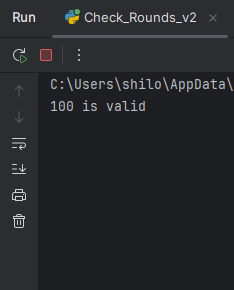 Run Check_Rounds_v2
C:\Users\shilo\AppData\
100 is valid